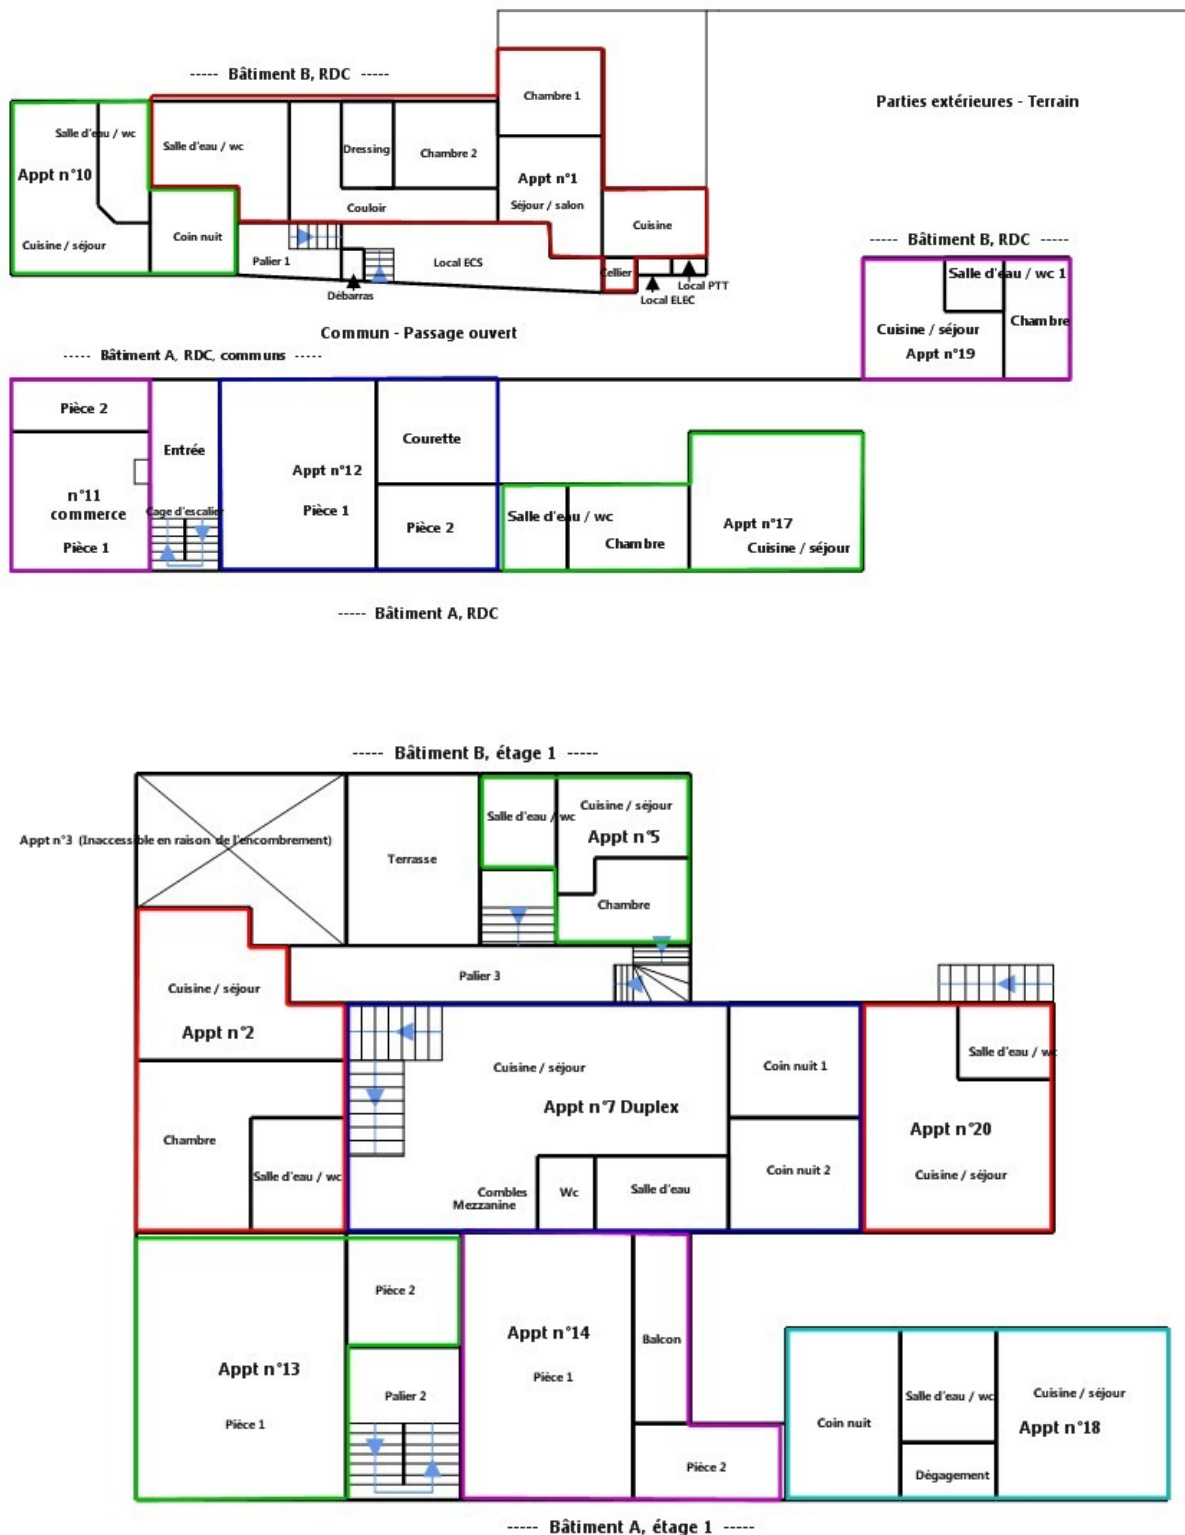 ----- Bâtiment B, RDC -----
Chambre 1
Parties extérieures - Terrain
Salle d'eau / wc
Salle d'eau / wc
Dressing
Chambre 2
Appt n°10
Appt n°1
Couloir
Séjour / salon
Cuisine
Cuisine / séjour
Coin nuit
Palier 1
Local ECS
Cellier
Local PTT
Local ELEC
Débarras
----- Bâtiment B, RDC -----
Salle d'eau / wc 1
Cuisine / séjour
Chambre
Appt n°19
Commun - Passage ouvert
----- Bâtiment A, RDC, communs -----
Pièce 2
Entrée
Courette
Appt n°12
n°11
commerce
Cage d'escalier
Pièce 1
Pièce 1
Pièce 2
Salle d'eau / wc
Chambre
Appt n°17
Cuisine / séjour
----- Bâtiment A, RDC
----- Bâtiment B, étage 1 -----
Appt n°3 (Inaccessible en raison de l'encombrement)
Terrasse
Salle d'eau / wc
Cuisine / séjour
Appt n°5
Chambre
Palier 3
Cuisine / séjour
Appt n°2
Chambre
Salle d'eau / wc
Cuisine / séjour
Appt n°7 Duplex
Coin nuit 1
Coin nuit 2
Combles
Mezzanine
Wc
Salle d'eau
Salle d'eau / wc
Appt n°20
Cuisine / séjour
Pièce 2
Appt n°13
Pièce 1
Palier 2
Appt n°14
Pièce 1
Balcon
Pièce 2
Coin nuit
Salle d'eau / wc
Dégagement
Cuisine / séjour
Appt n°18
----- Bâtiment A, étage 1 -----